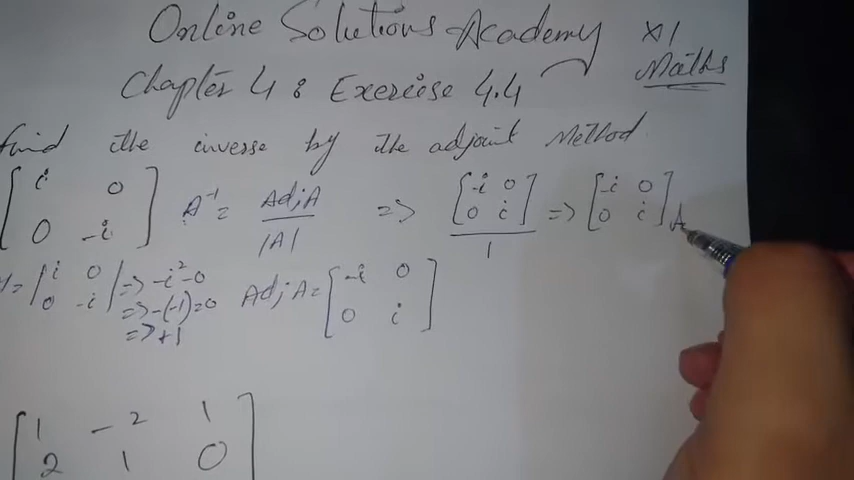 Online Solutions Academy XI
Maths
Chapter 4 : Exercise 4.4
find the inverse by the adjoint Method
[i 0
0 -i] A⁻¹ = AdjA / |A| => [-i 0
0 i] / 1 => [-i 0
0 i] A
= |i 0
0 -i| => -i²-0
=> -(-1)=0
=> +1
AdjA = [-i 0
0 i]
[1 -2 1
2 1 0]